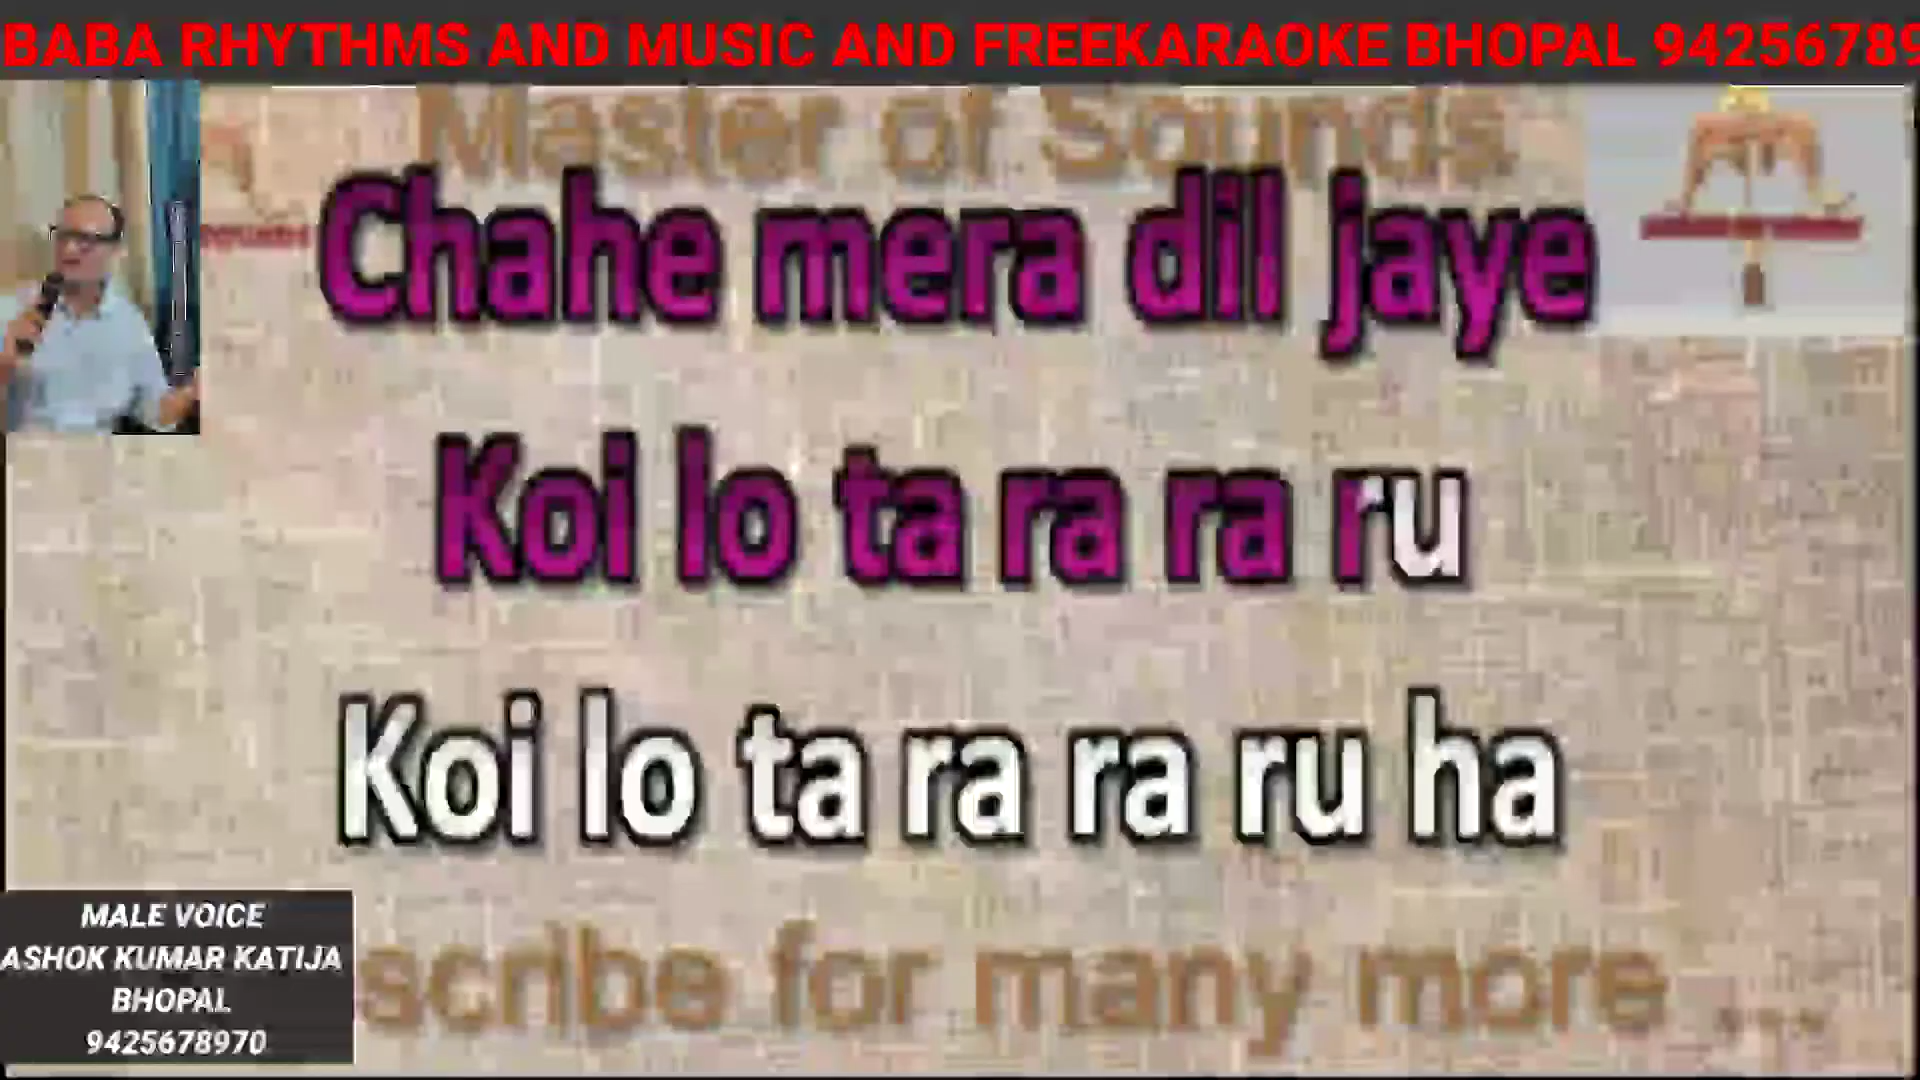 BABA RHYTHMS AND MUSIC AND FREEKARAOKE BHOPAL 94256789
Master of Sounds
Chahe mera dil jaye
Koi lo ta ra ra ru
Koi lo ta ra ra ru ha
scribe for many more ...
MALE VOICE
ASHOK KUMAR KATIJA
BHOPAL
9425678970